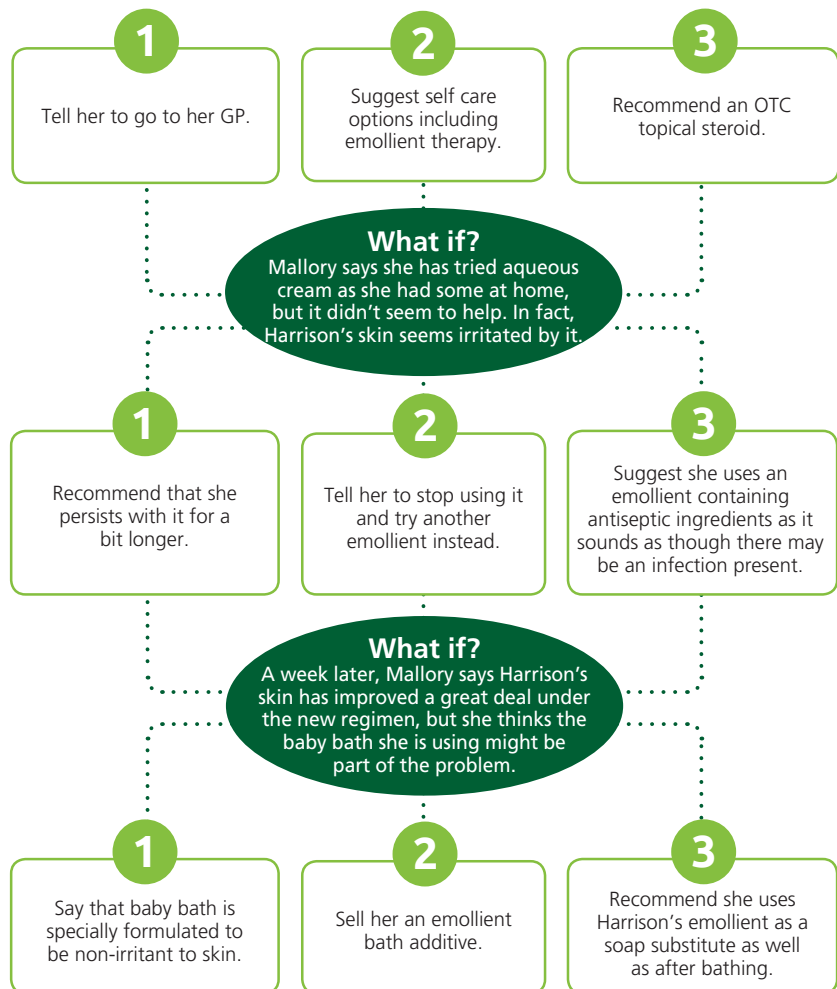 1
Tell her to go to her GP.
2
Suggest self care
options including
emollient therapy.
3
Recommend an OTC
topical steroid.
What if?
Mallory says she has tried aqueous
cream as she had some at home,
but it didn't seem to help. In fact,
Harrison's skin seems irritated by it.
1
Recommend that she
persists with it for a
bit longer.
2
Tell her to stop using it
and try another
emollient instead.
3
Suggest she uses an
emollient containing
antiseptic ingredients as it
sounds as though there may
be an infection present.
What if?
A week later, Mallory says Harrison's
skin has improved a great deal under
the new regimen, but she thinks the
baby bath she is using might be
part of the problem.
1
Say that baby bath is
specially formulated to
be non-irritant to skin.
2
Sell her an emollient
bath additive.
3
Recommend she uses
Harrison's emollient as a
soap substitute as well
as after bathing.